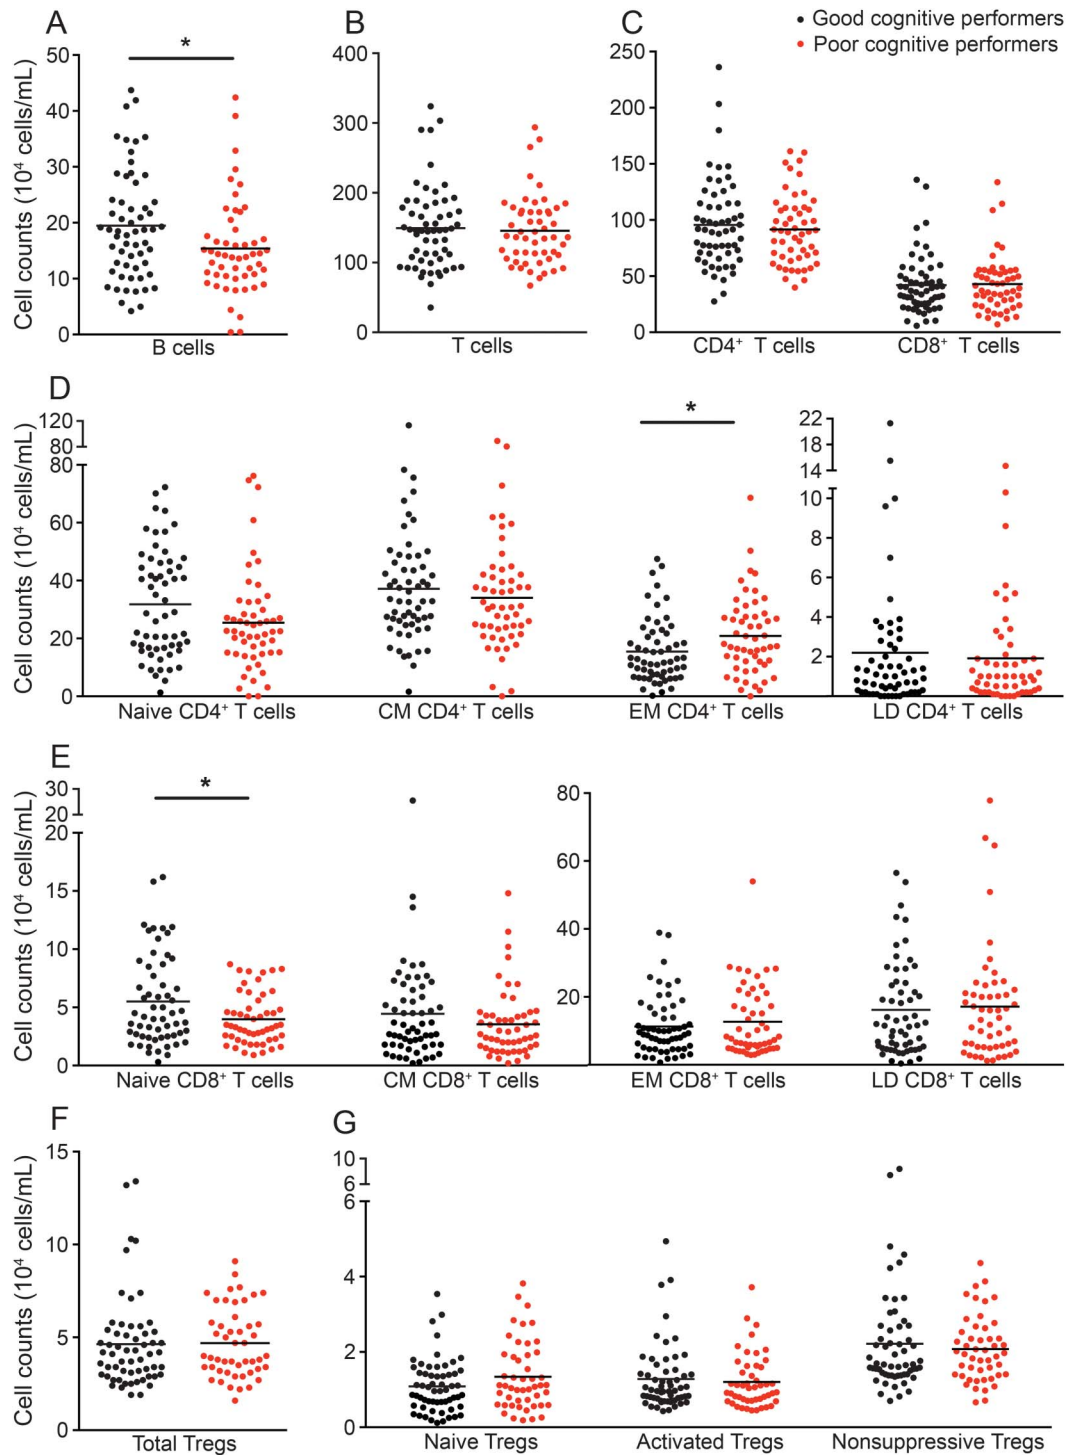 A
B
C
Good cognitive performers
Poor cognitive performers
Cell counts (10⁴ cells/mL)
50
40
30
20
10
0
*
B cells
400
300
200
100
0
T cells
250
200
150
100
50
0
CD4⁺ T cells
CD8⁺ T cells
D
Cell counts (10⁴ cells/mL)
120
80
80
60
40
20
0
*
Naive CD4⁺ T cells
CM CD4⁺ T cells
EM CD4⁺ T cells
22
18
14
10
8
6
4
2
LD CD4⁺ T cells
E
Cell counts (10⁴ cells/mL)
30
20
20
15
10
5
0
*
Naive CD8⁺ T cells
CM CD8⁺ T cells
80
60
40
20
EM CD8⁺ T cells
LD CD8⁺ T cells
F
Cell counts (10⁴ cells/mL)
15
10
5
0
Total Tregs
G
10
6
6
4
2
0
Naive Tregs
Activated Tregs
Nonsuppressive Tregs